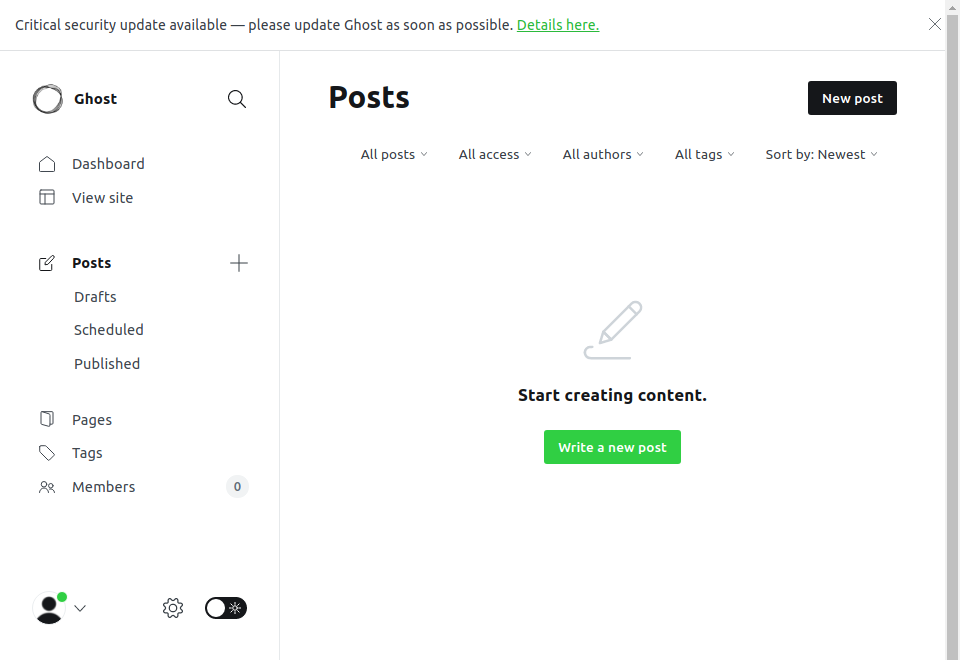 Critical security update available — please update Ghost as soon as possible. Details here.
Ghost
Dashboard
View site
Posts
Drafts
Scheduled
Published
Pages
Tags
Members 0
Posts
New post
All posts All access All authors All tags Sort by: Newest
Start creating content.
Write a new post